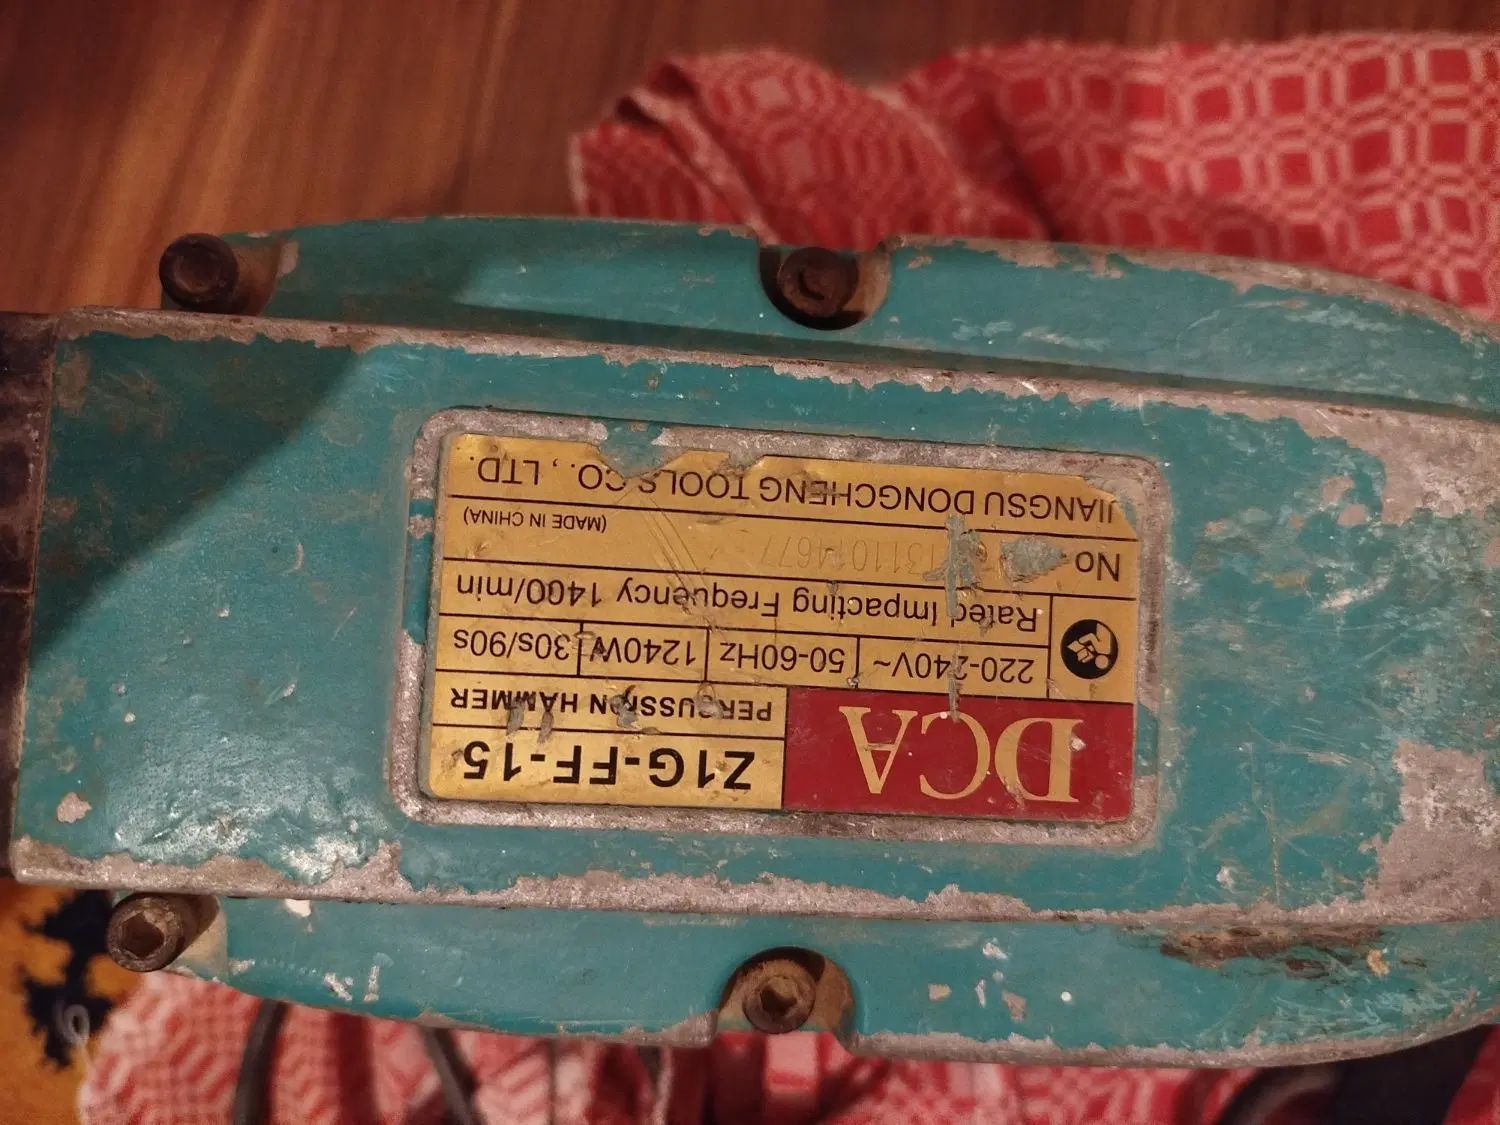 DCA
Z1G-FF-15
PERCUSSION HAMMER
220-240V~ 50-60Hz 1240W 30s/90s
Rated Impacting Frequency 1400/min
No
(MADE IN CHINA)
JIANGSU DONGCHENG TOOLS CO., LTD.